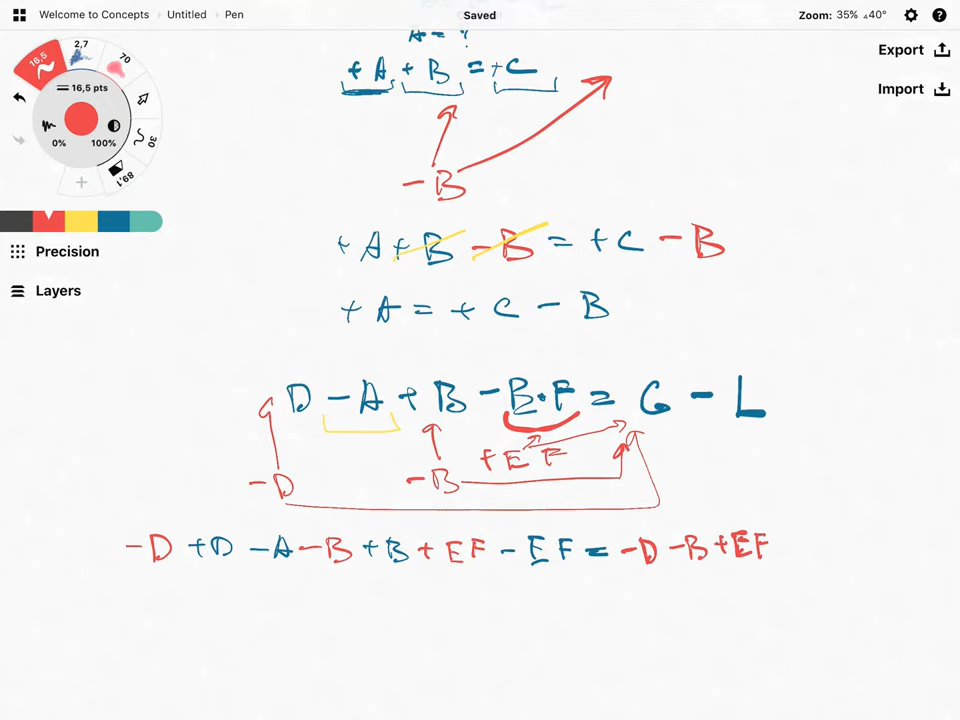 Welcome to Concepts › Untitled › Pen
Saved
Zoom: 35% ⊿40°
Export
Import
16,5
2,7
70
16,5 pts
0%
100%
30
89,1
Precision
Layers
A = ?
+ A + B = + C
- B
+ A + B - B = + C - B
+ A = + C - B
D - A + B - E · F = G - L
+ E F
- D
- B
- D + D - A - B + B + EF - EF = - D - B + EF